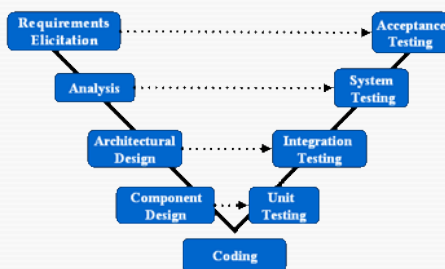 Requirements
Elicitation
Acceptance
Testing
Analysis
System
Testing
Architectural
Design
Integration
Testing
Component
Design
Unit
Testing
Coding